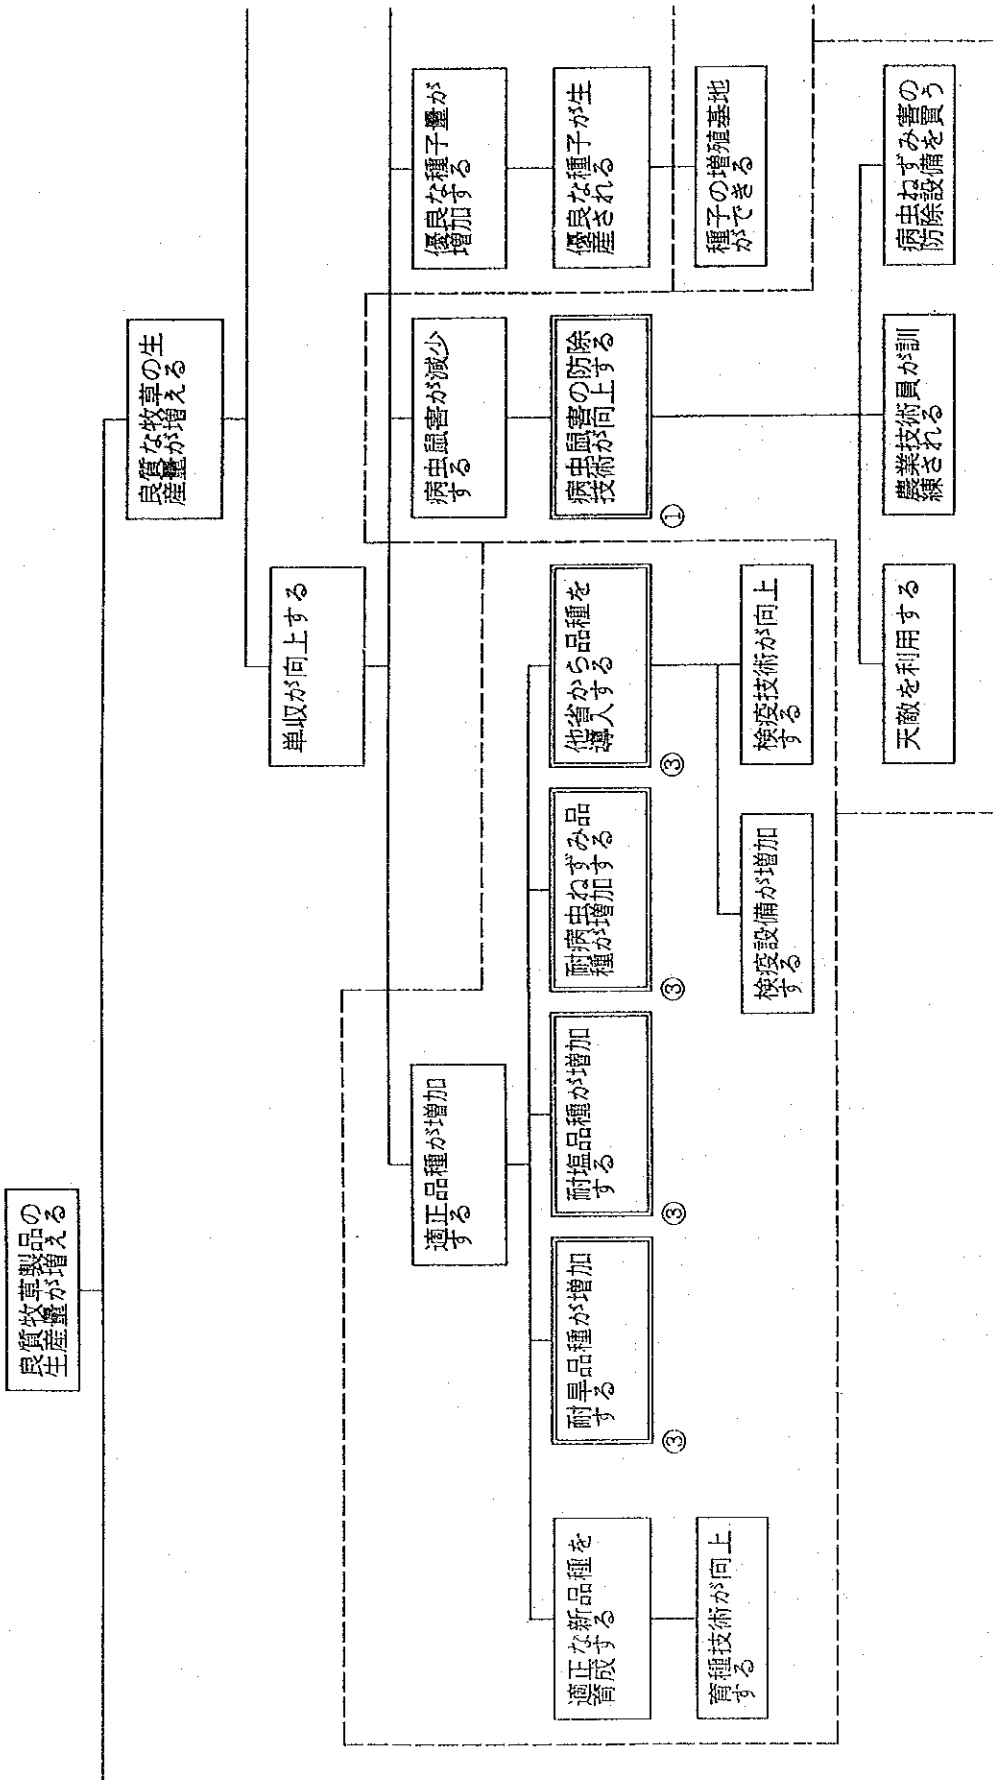 良質牧草製品の
生産量が増える
良質な牧草の生
産量が増える
単収が向上する
適正品種が増加
する
病虫鼠害が減少
する
優良な種子量が
増加する
適正な新品種を
育成する
耐旱品種が増加
する
③
耐塩品種が増加
する
③
耐病虫ねずみ品
種が増加する
③
他省から品種を
導入する
③
病虫鼠害の防除
技術が向上する
①
優良な種子が生
産される
育種技術が向上
する
検疫設備が増加
する
検疫技術が向上
する
種子の増殖基地
ができる
天敵を利用する
農業技術員が訓
練される
病虫ねずみ害の
防除設備を買う